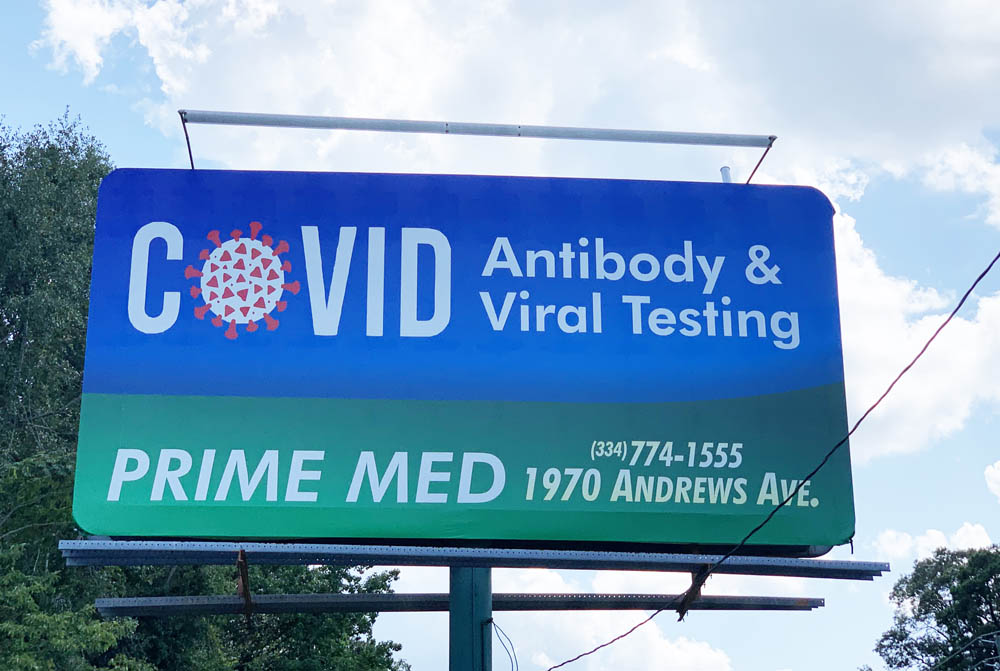 COVID
Antibody &
Viral Testing
PRIME MED
(334)774-1555
1970 ANDREWS AVE.